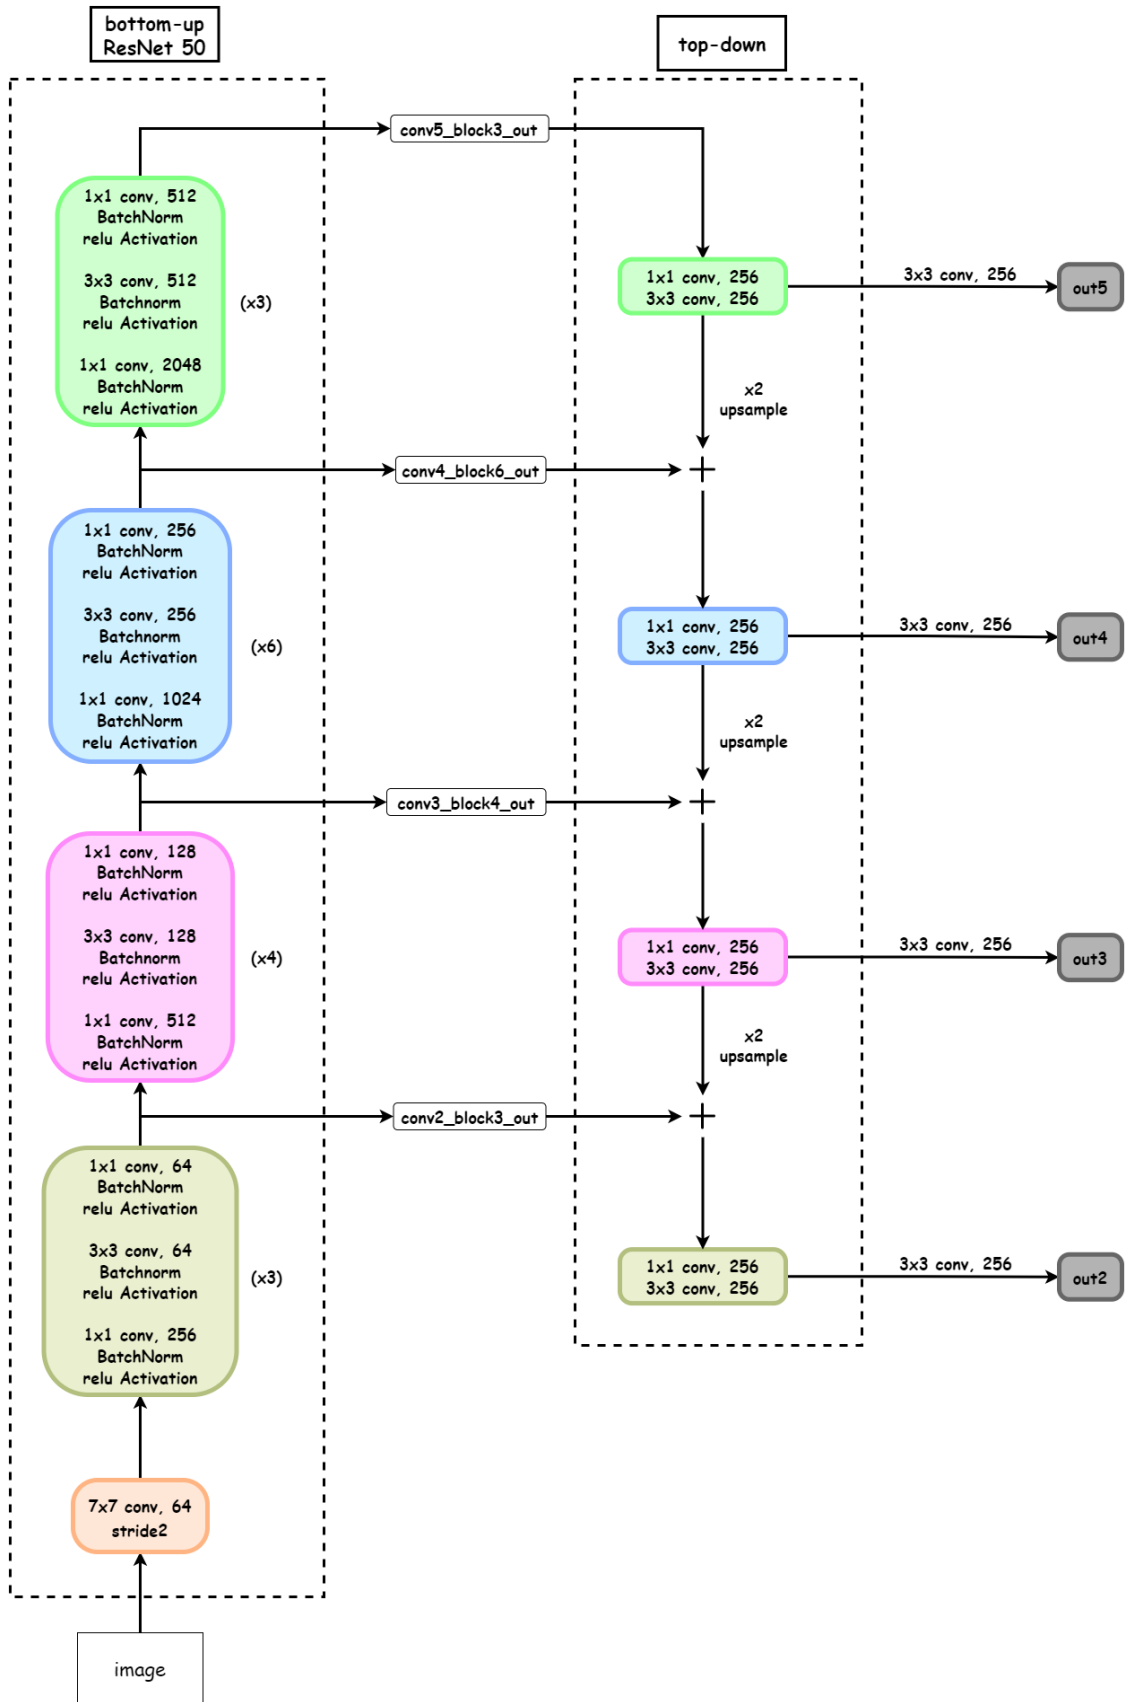 bottom-up
ResNet 50
top-down
conv5_block3_out
1x1 conv, 512
BatchNorm
relu Activation
3x3 conv, 512
Batchnorm
relu Activation
1x1 conv, 2048
BatchNorm
relu Activation
(x3)
1x1 conv, 256
3x3 conv, 256
3x3 conv, 256
out5
x2
upsample
conv4_block6_out
1x1 conv, 256
BatchNorm
relu Activation
3x3 conv, 256
Batchnorm
relu Activation
1x1 conv, 1024
BatchNorm
relu Activation
(x6)
1x1 conv, 256
3x3 conv, 256
3x3 conv, 256
out4
x2
upsample
conv3_block4_out
1x1 conv, 128
BatchNorm
relu Activation
3x3 conv, 128
Batchnorm
relu Activation
1x1 conv, 512
BatchNorm
relu Activation
(x4)
1x1 conv, 256
3x3 conv, 256
3x3 conv, 256
out3
x2
upsample
conv2_block3_out
1x1 conv, 64
BatchNorm
relu Activation
3x3 conv, 64
Batchnorm
relu Activation
1x1 conv, 256
BatchNorm
relu Activation
(x3)
1x1 conv, 256
3x3 conv, 256
3x3 conv, 256
out2
7x7 conv, 64
stride2
image